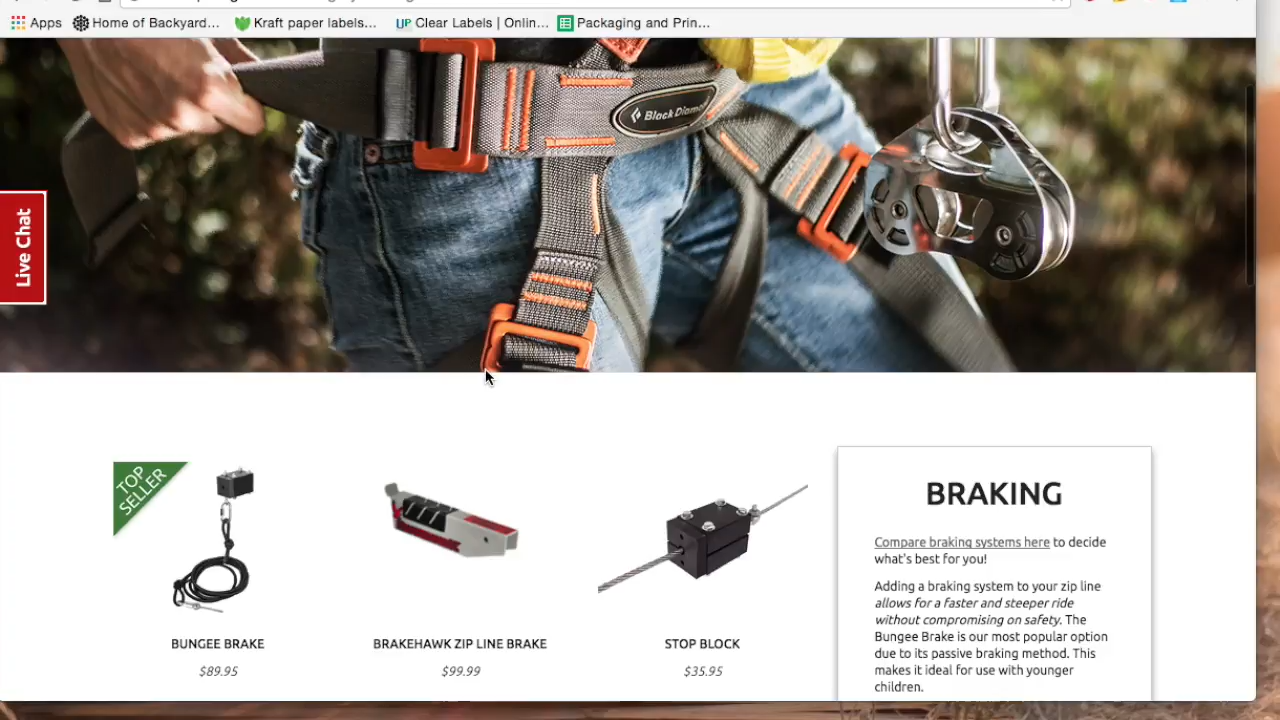 Apps
Home of Backyard...
Kraft paper labels...
UP Clear Labels | Onlin...
Packaging and Prin...
Black Diamo
Live Chat
TOP
SELLER
BRAKING
Compare braking systems here to decide
what's best for you!
Adding a braking system to your zip line
allows for a faster and steeper ride
without compromising on safety. The
Bungee Brake is our most popular option
due to its passive braking method. This
makes it ideal for use with younger
children.
BUNGEE BRAKE
$89.95
BRAKEHAWK ZIP LINE BRAKE
$99.99
STOP BLOCK
$35.95